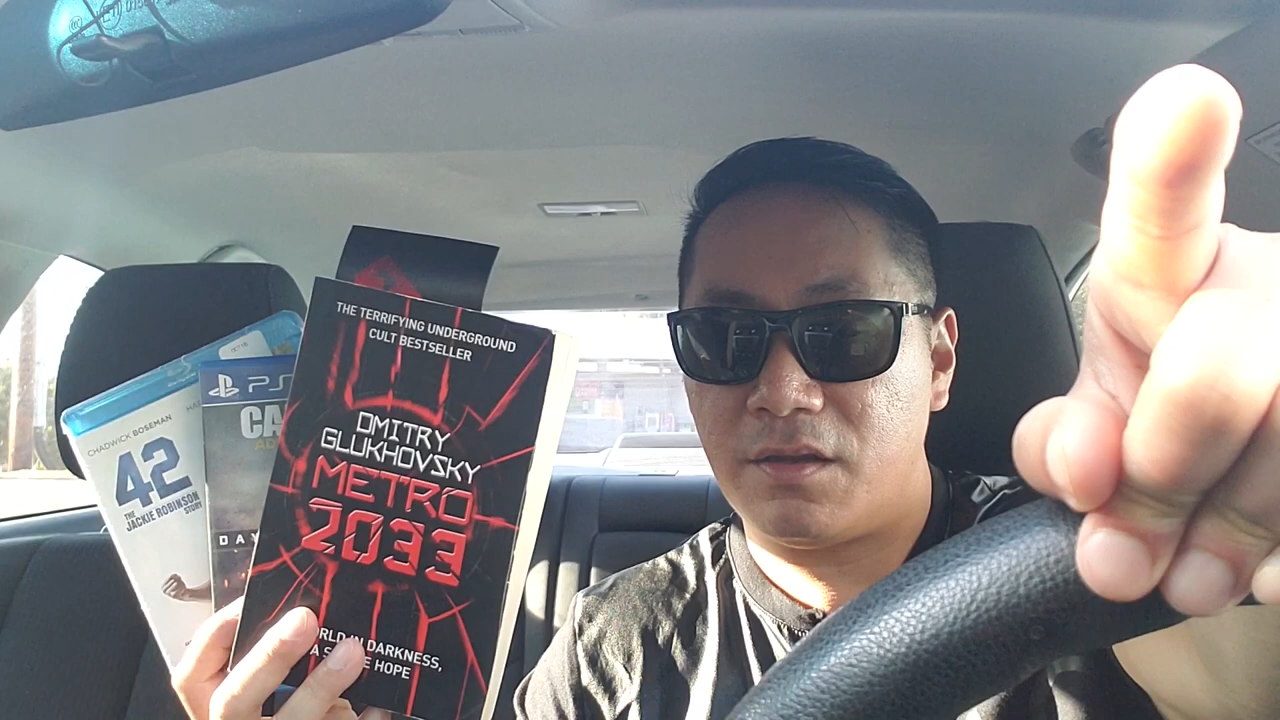 CHADWICK BOSEMAN
42
THE
JACKIE ROBINSON
STORY
PS
CA
DAY
THE TERRIFYING UNDERGROUND
CULT BESTSELLER
DMITRY
GLUKHOVSKY
METRO
2033
DARKNESS,
HOPE